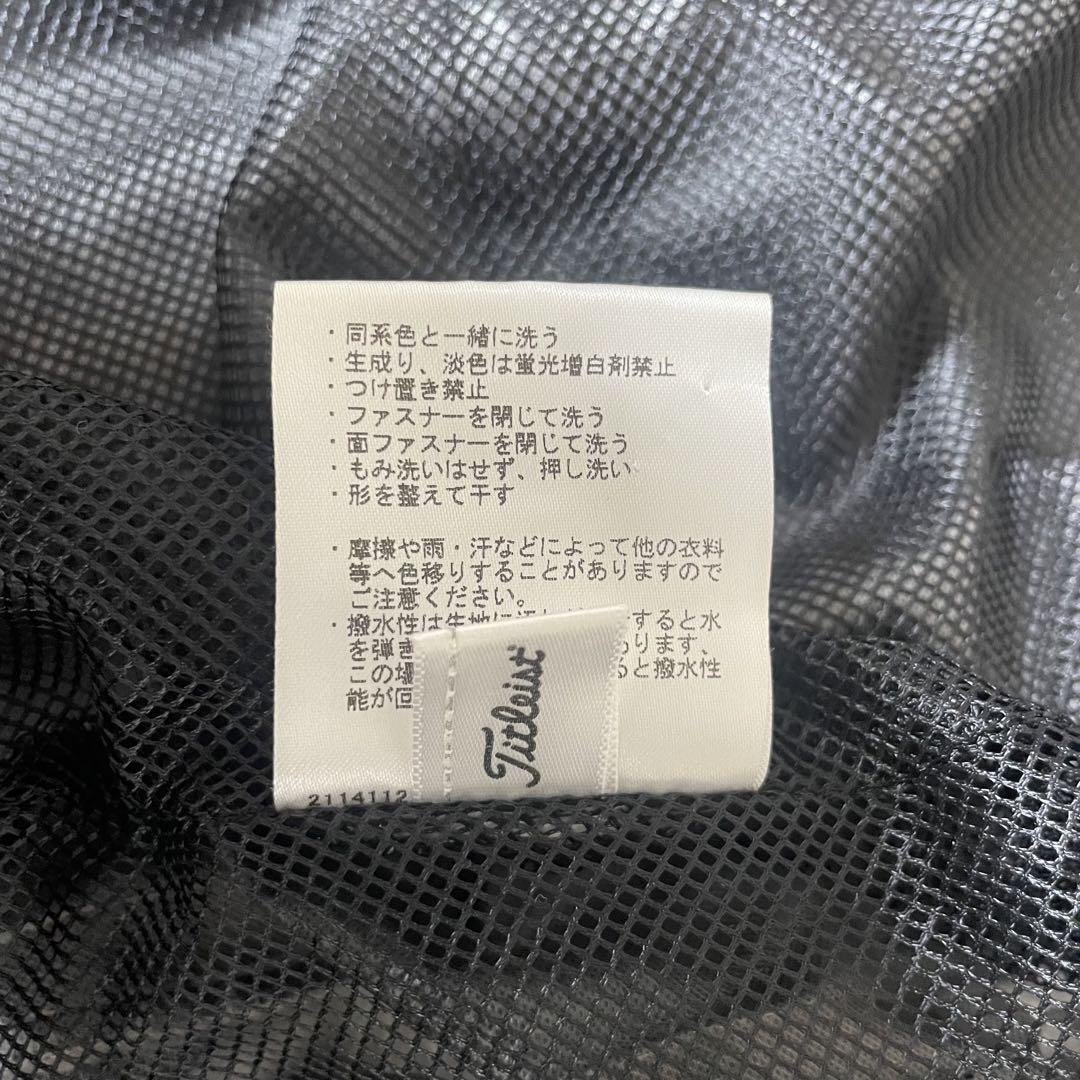 ・同系色と一緒に洗う
・生成り、淡色は蛍光増白剤禁止
・つけ置き禁止
・ファスナーを閉じて洗う
・面ファスナーを閉じて洗う
・もみ洗いはせず、押し洗い
・形を整えて干す
・摩擦や雨・汗などによって他の衣料
等へ色移りすることがありますので
ご注意ください。
・撥水性は生地に すると水
を弾き ります、
この場 ると撥水性
能が回
Titleist
2114112